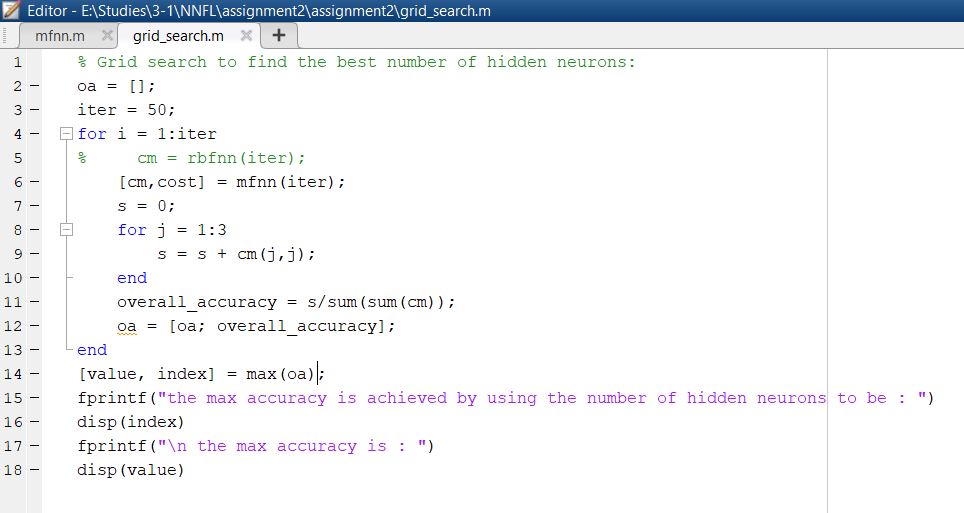 Editor - E:\Studies\3-1\NNFL\assignment2\assignment2\grid_search.m
mfnn.m × grid_search.m × +
1 % Grid search to find the best number of hidden neurons:
2 − oa = [];
3 − iter = 50;
4 − for i = 1:iter
5 %     cm = rbfnn(iter);
6 −     [cm,cost] = mfnn(iter);
7 −     s = 0;
8 −     for j = 1:3
9 −         s = s + cm(j,j);
10 −     end
11 −     overall_accuracy = s/sum(sum(cm));
12 −     oa = [oa; overall_accuracy];
13 − end
14 − [value, index] = max(oa);
15 − fprintf("the max accuracy is achieved by using the number of hidden neurons to be : ")
16 − disp(index)
17 − fprintf("\n the max accuracy is : ")
18 − disp(value)